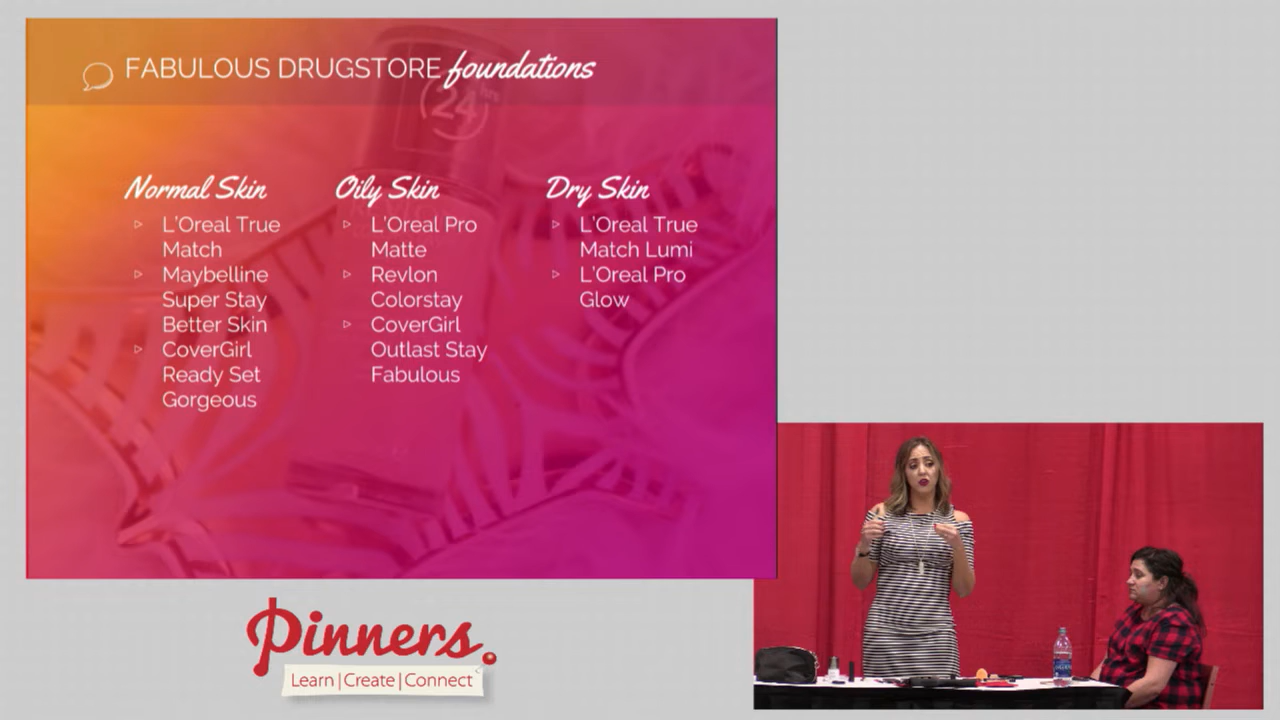 FABULOUS DRUGSTORE foundations
24hr
Normal Skin
L'Oreal True
Match
Maybelline
Super Stay
Better Skin
CoverGirl
Ready Set
Gorgeous
Oily Skin
L'Oreal Pro
Matte
Revlon
Colorstay
CoverGirl
Outlast Stay
Fabulous
Dry Skin
L'Oreal True
Match Lumi
L'Oreal Pro
Glow
Pinners.
Learn|Create|Connect